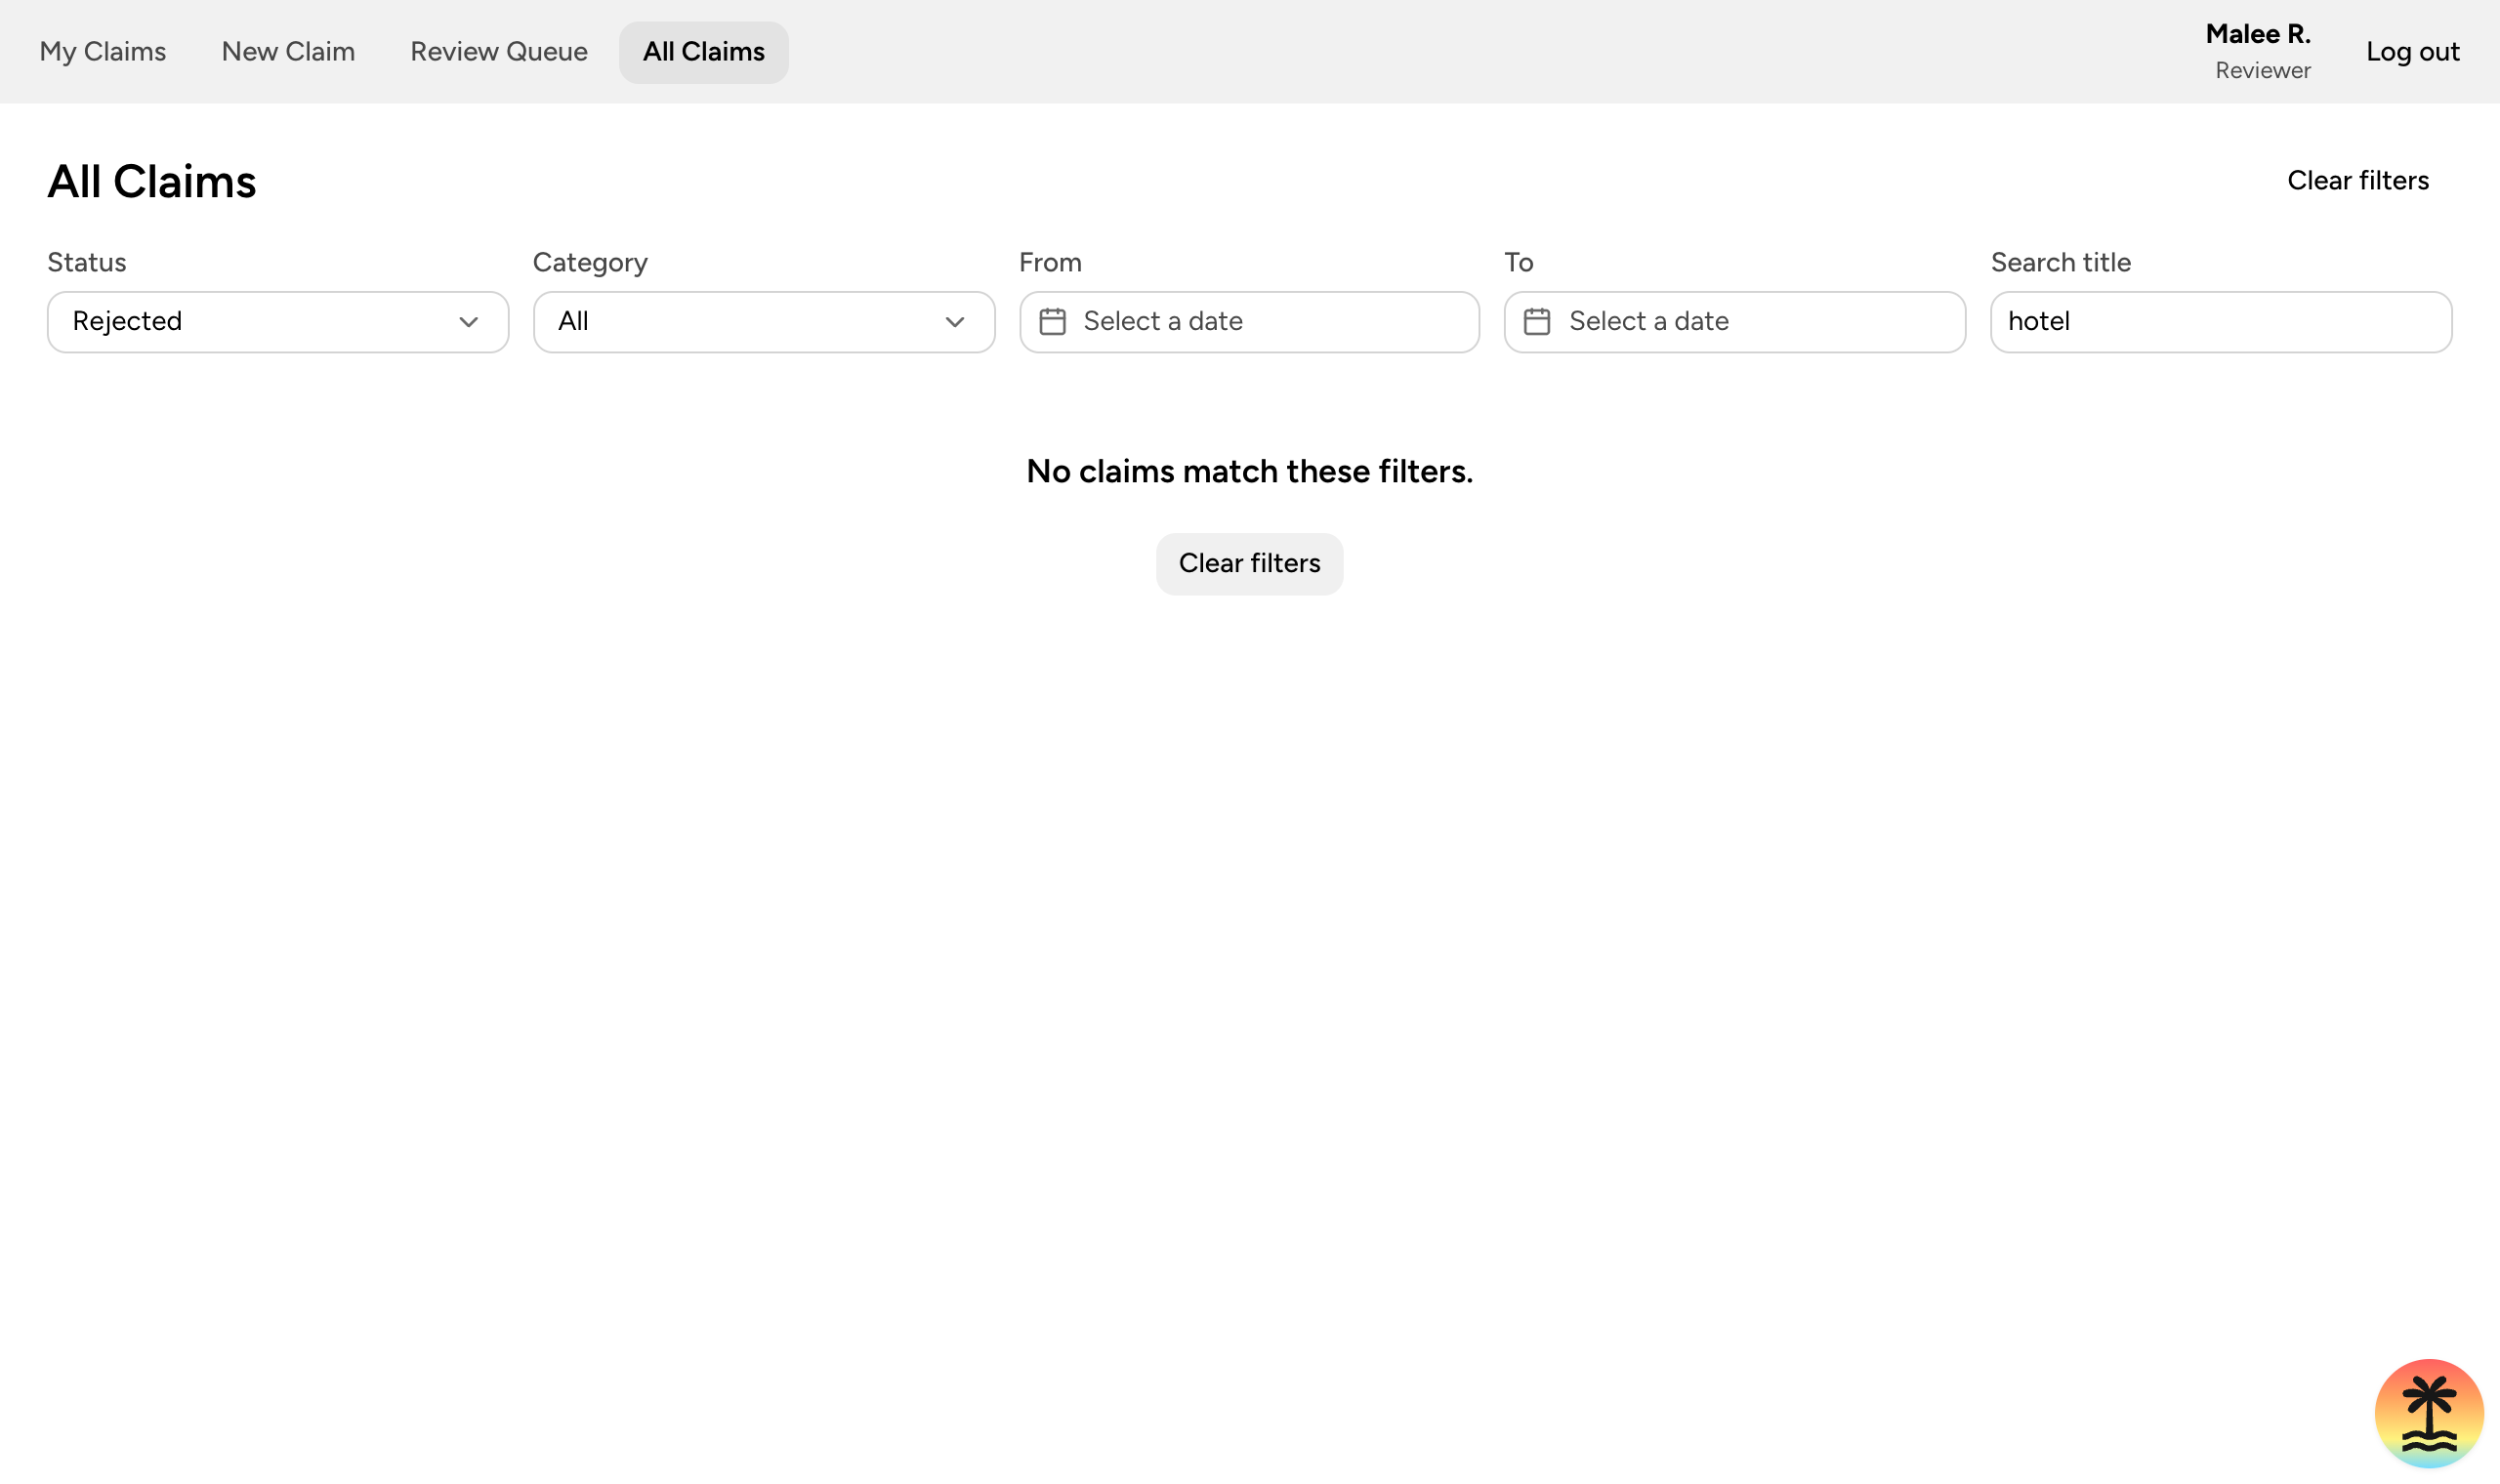 My Claims
New Claim
Review Queue
All Claims
Malee R.
Reviewer
Log out
All Claims
Clear filters
Status
Category
From
To
Search title
Rejected
All
Select a date
Select a date
hotel
No claims match these filters.
Clear filters